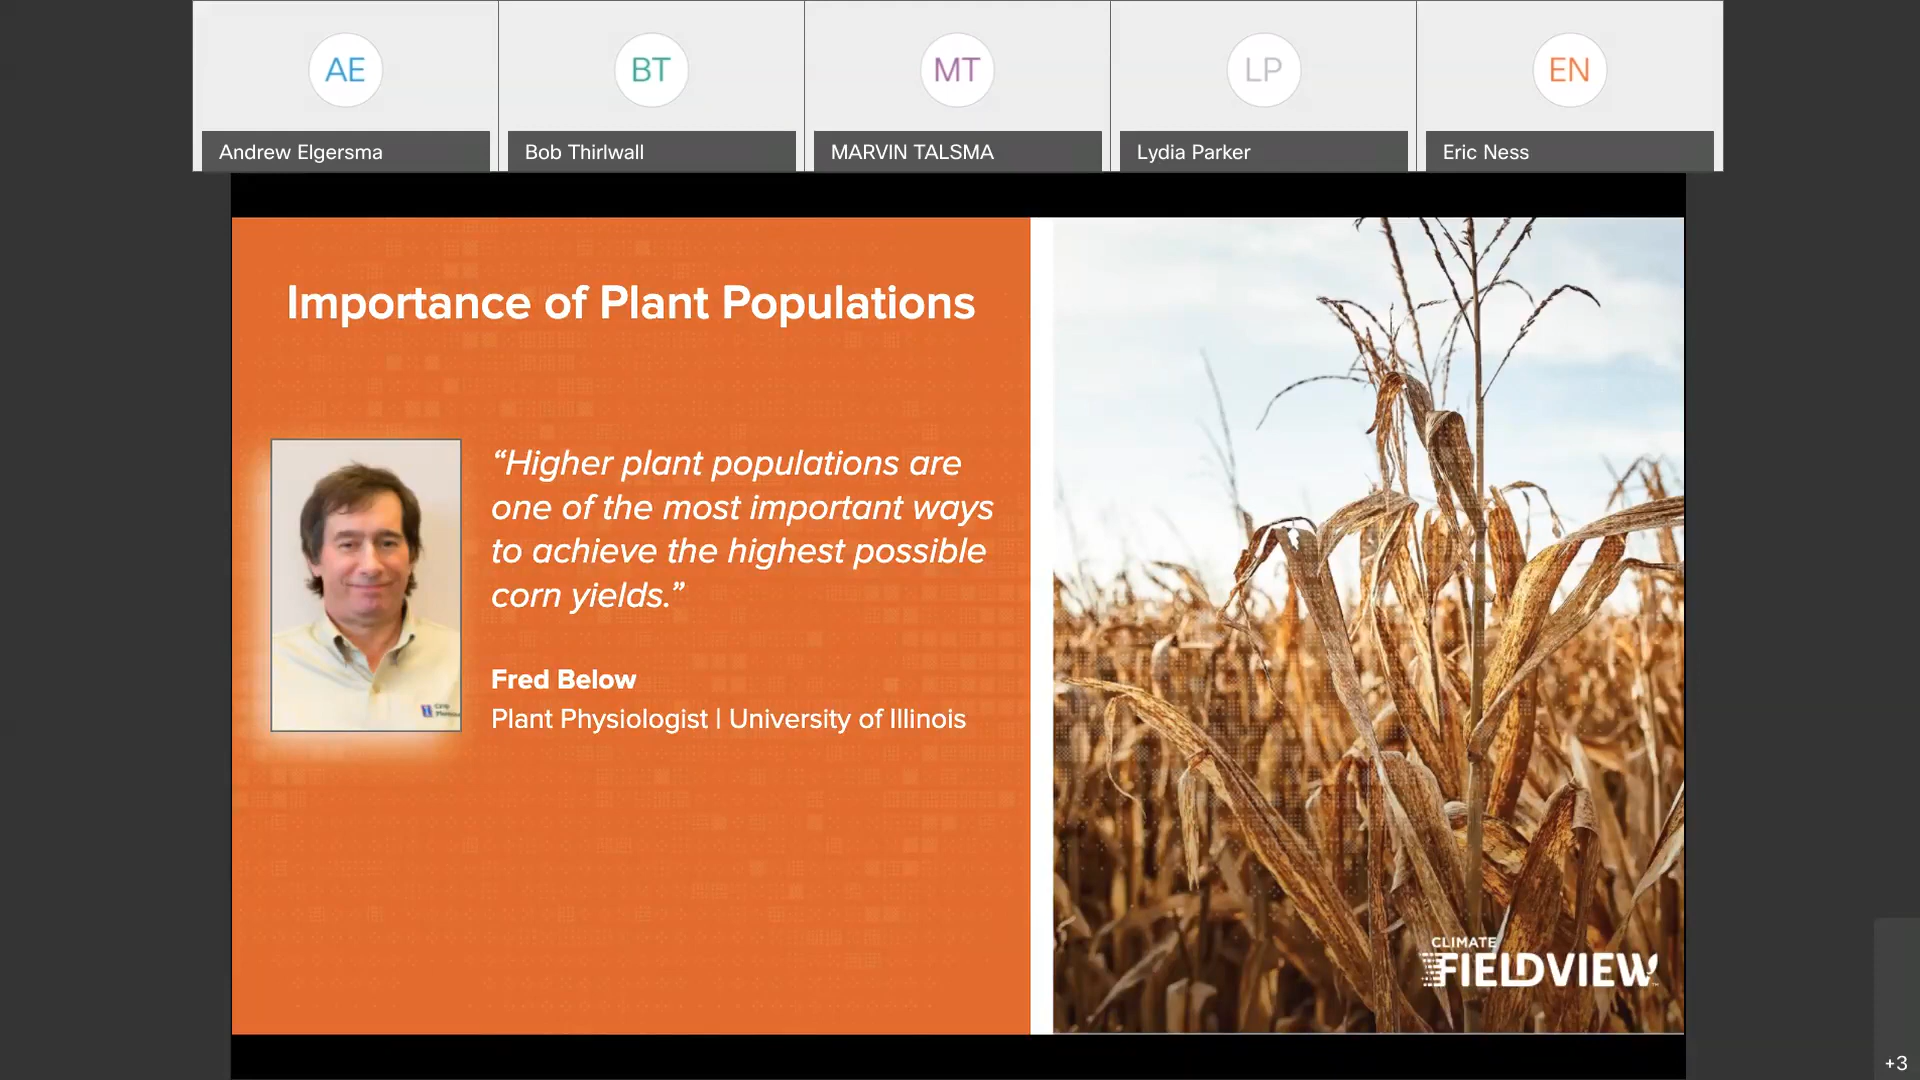 AE
BT
MT
LP
EN
Andrew Elgersma
Bob Thirlwall
MARVIN TALSMA
Lydia Parker
Eric Ness
Importance of Plant Populations
“Higher plant populations are
one of the most important ways
to achieve the highest possible
corn yields.”
Fred Below
Plant Physiologist | University of Illinois
CLIMATE
FIELDVIEW
+3